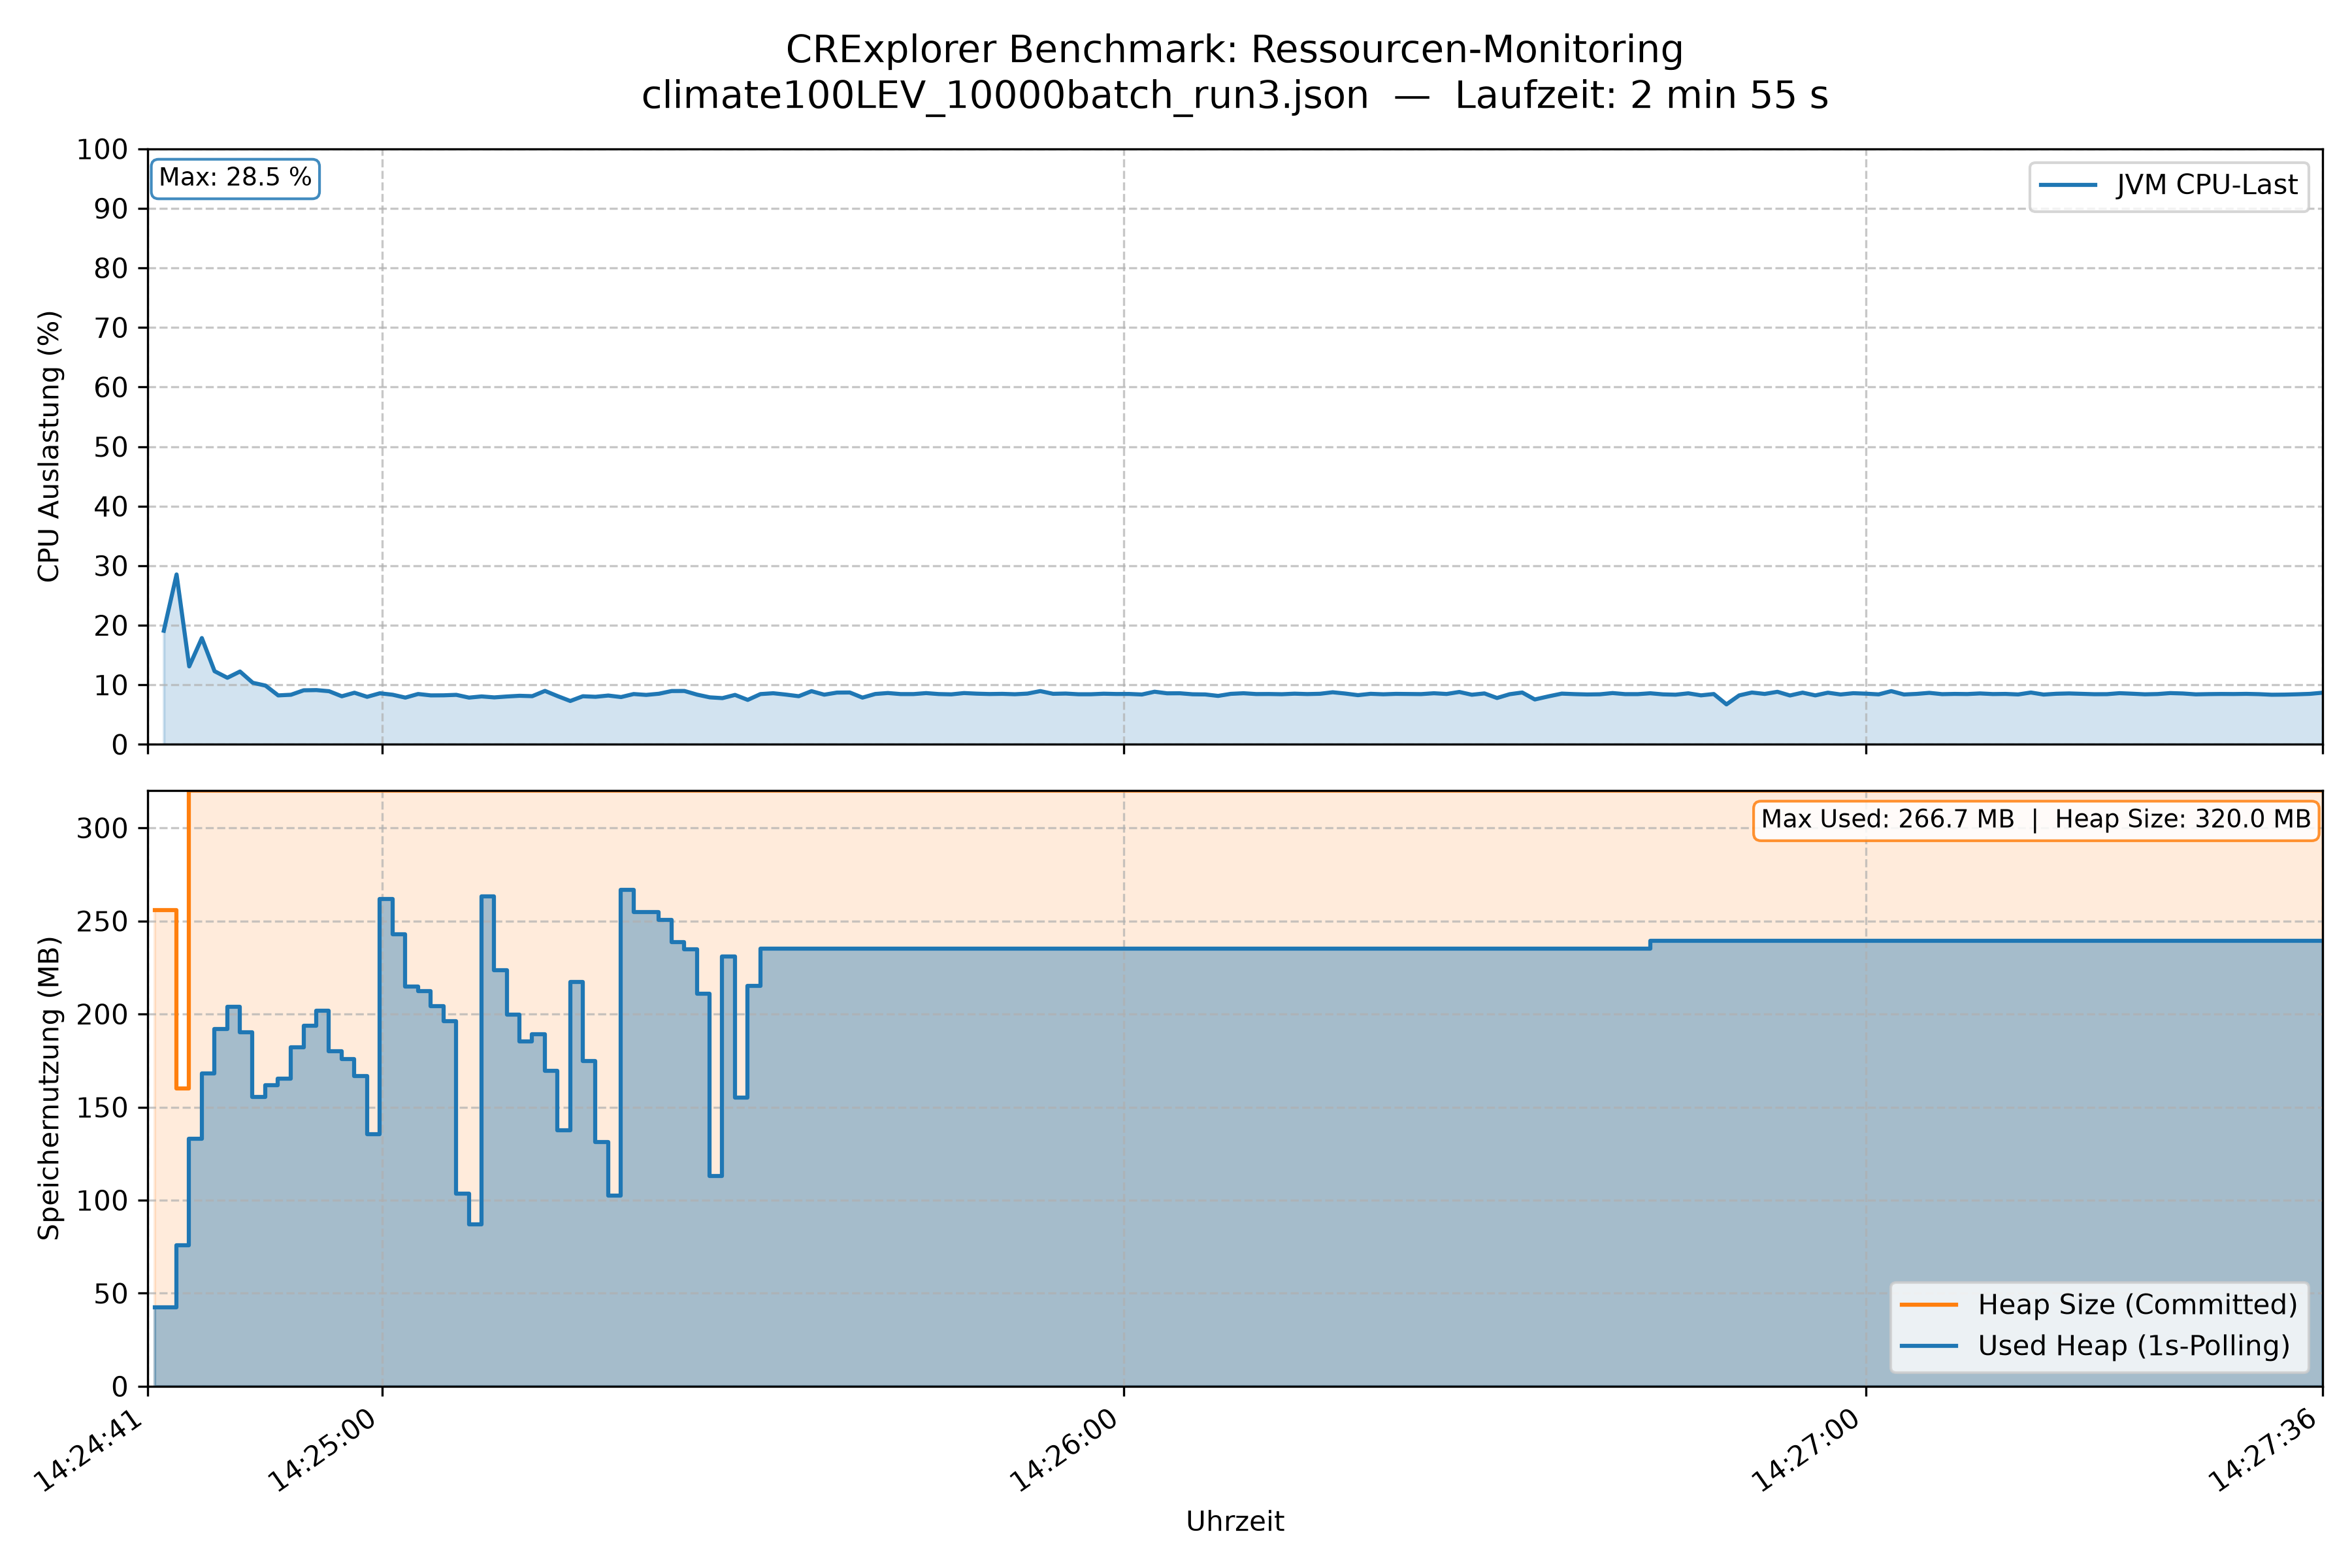 CRExplorer Benchmark: Ressourcen-Monitoring
climate100LEV_10000batch_run3.json — Laufzeit: 2 min 55 s
100
90
80
70
60
50
40
30
20
10
0
CPU Auslastung (%)
Max: 28.5 %
JVM CPU-Last
300
250
200
150
100
50
0
Speichernutzung (MB)
Max Used: 266.7 MB | Heap Size: 320.0 MB
Heap Size (Committed)
Used Heap (1s-Polling)
14:24:41
14:25:00
14:26:00
14:27:00
14:27:36
Uhrzeit